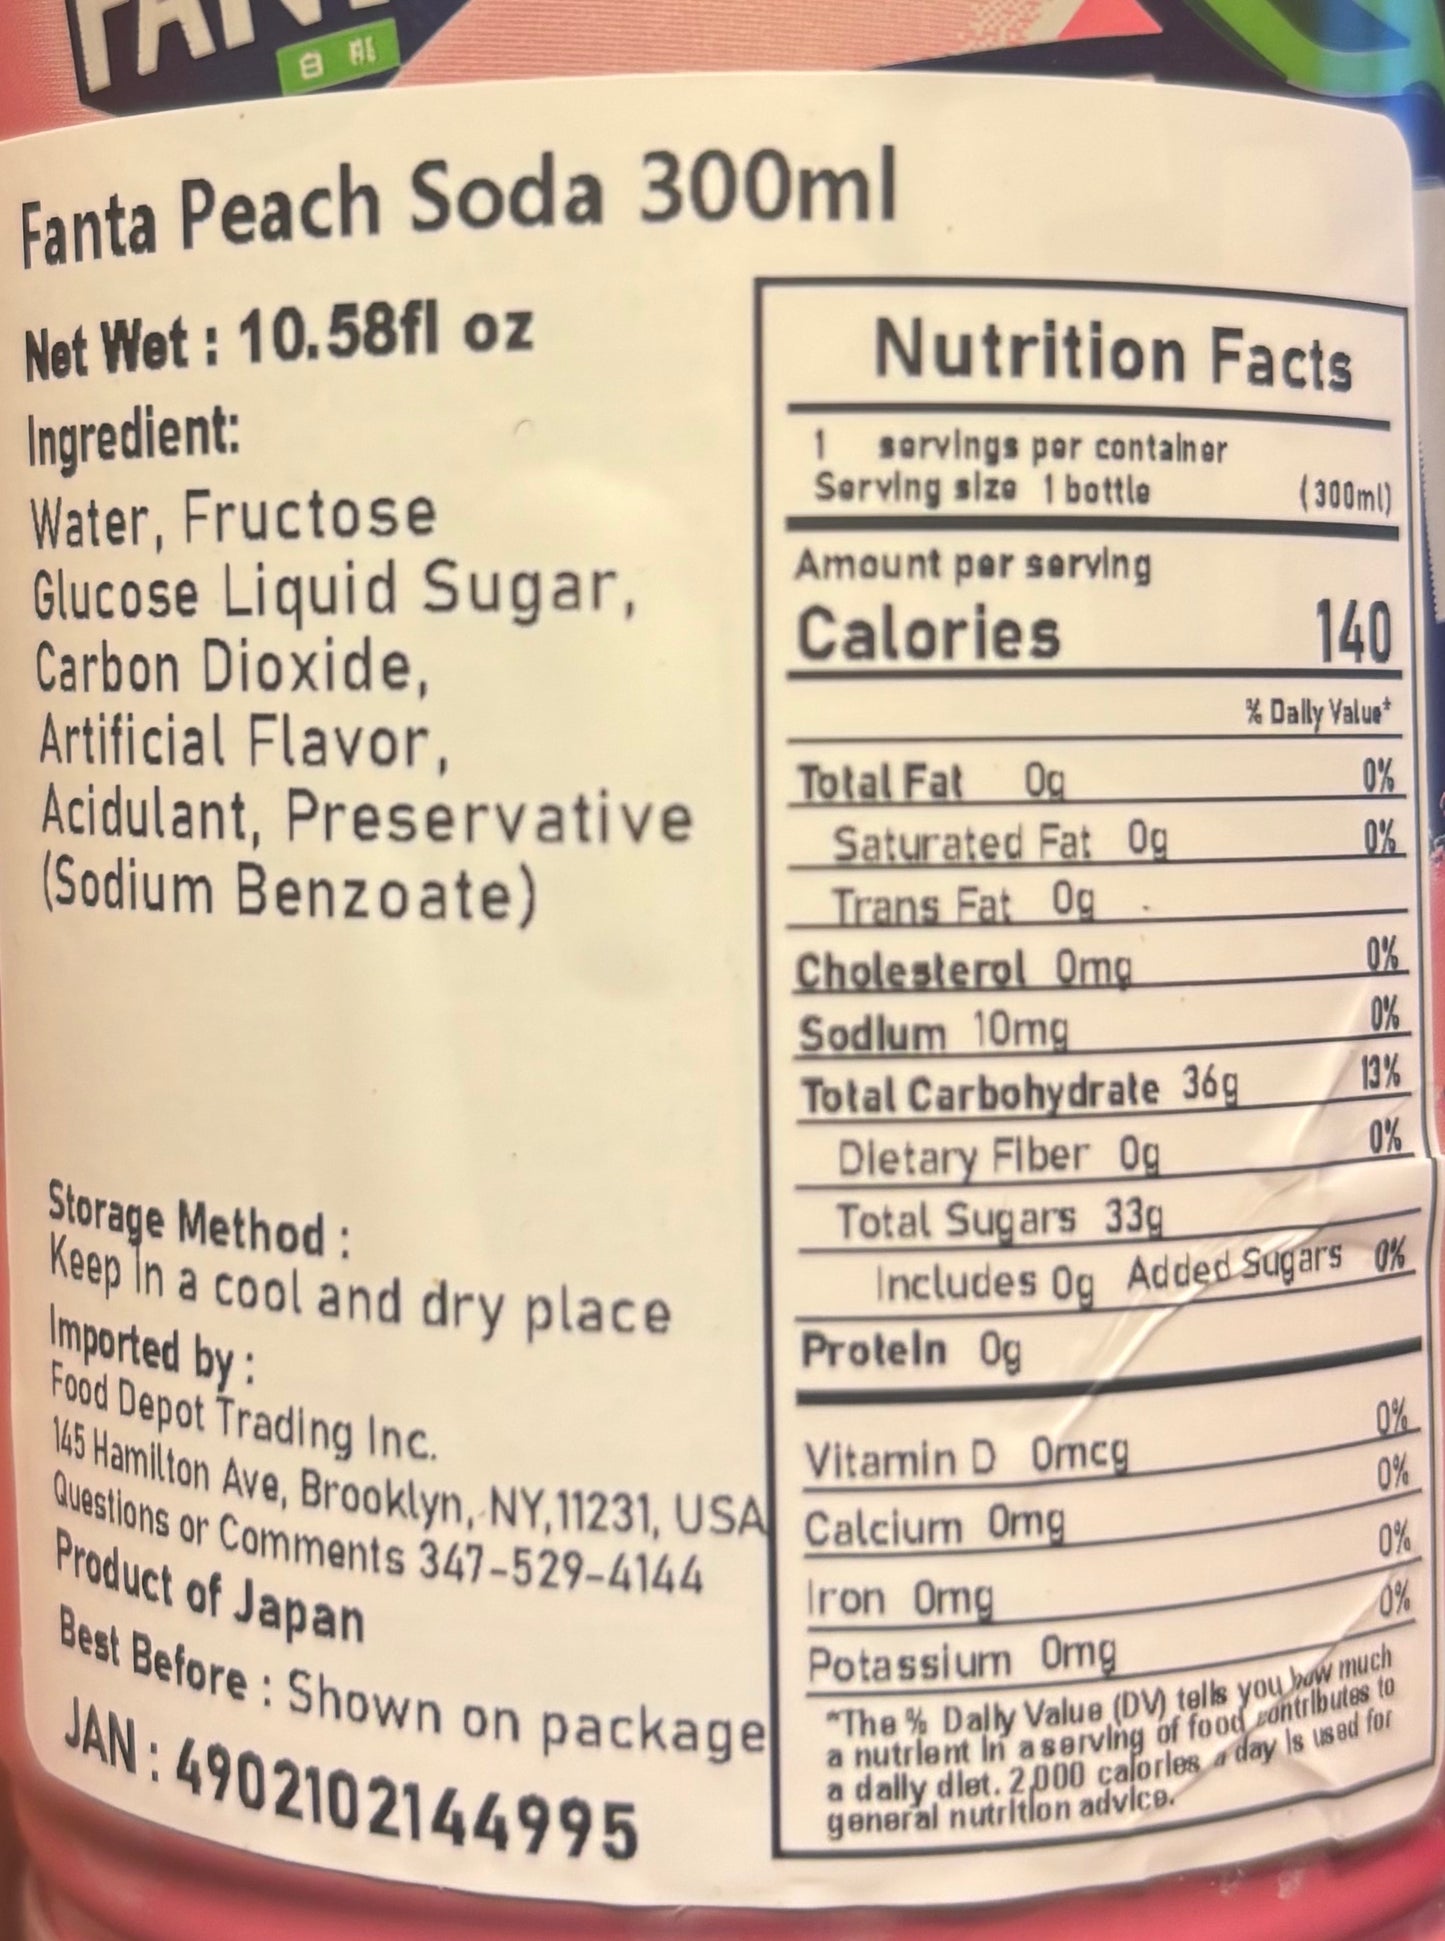 FANT
Fanta Peach Soda 300ml
Net Wet : 10.58fl oz
Ingredient:
Water, Fructose
Glucose Liquid Sugar,
Carbon Dioxide,
Artificial Flavor,
Acidulant, Preservative
(Sodium Benzoate)
Storage Method :
Keep in a cool and dry place
Imported by :
Food Depot Trading Inc.
145 Hamilton Ave, Brooklyn, NY,11231, USA
Questions or Comments 347-529-4144
Product of Japan
Best Before : Shown on package
JAN : 4902102144995
Nutrition Facts
1 servings per container
Serving size 1 bottle (300ml)
Amount per serving
Calories 140
% Daily Value*
Total Fat 0g 0%
Saturated Fat 0g 0%
Trans Fat 0g
Cholesterol 0mg 0%
Sodium 10mg 0%
Total Carbohydrate 36g 13%
Dietary Fiber 0g 0%
Total Sugars 33g
Includes 0g Added Sugars 0%
Protein 0g
Vitamin D 0mcg 0%
Calcium 0mg 0%
Iron 0mg 0%
Potassium 0mg 0%
*The % Daily Value (DV) tells you how much
a nutrient in a serving of food contributes to
a daily diet. 2,000 calories a day is used for
general nutrition advice.